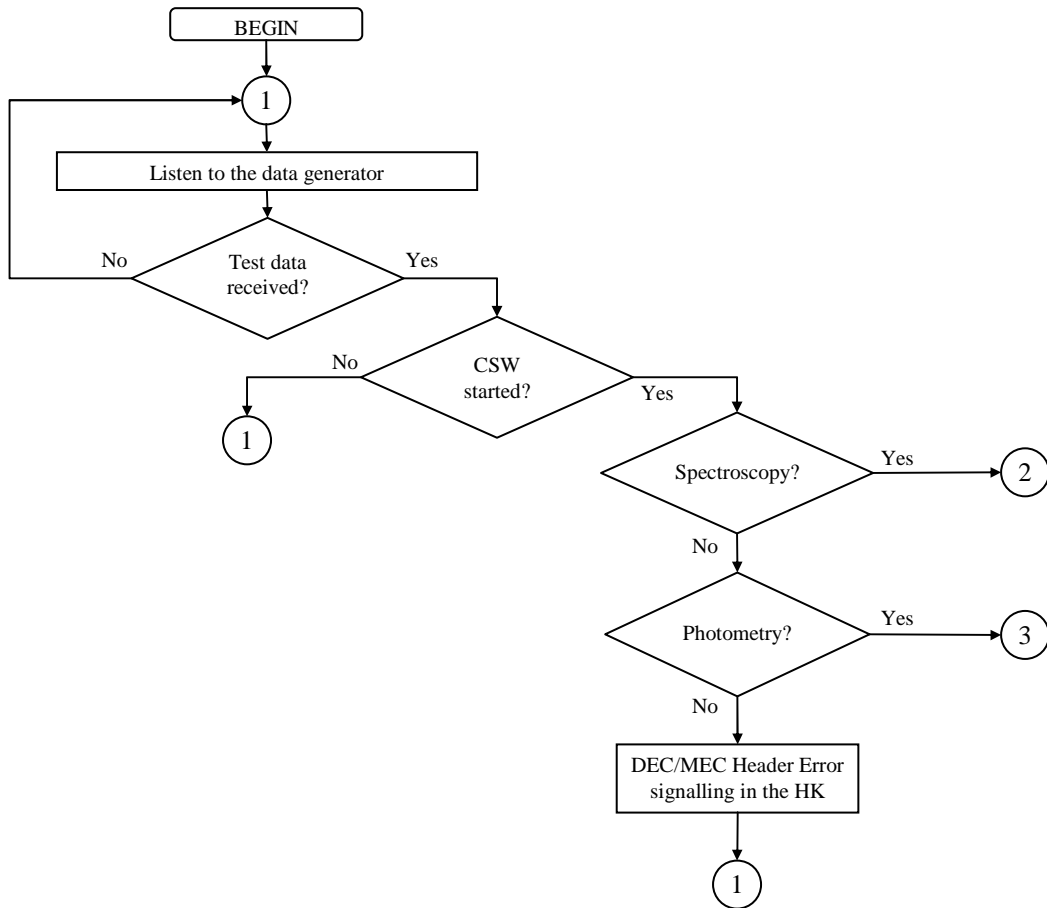 BEGIN
1
Listen to the data generator
No
Yes
Test data
received?
No
CSW
started?
Yes
1
Spectroscopy?
Yes
2
No
Photometry?
Yes
3
No
DEC/MEC Header Error
signalling in the HK
1